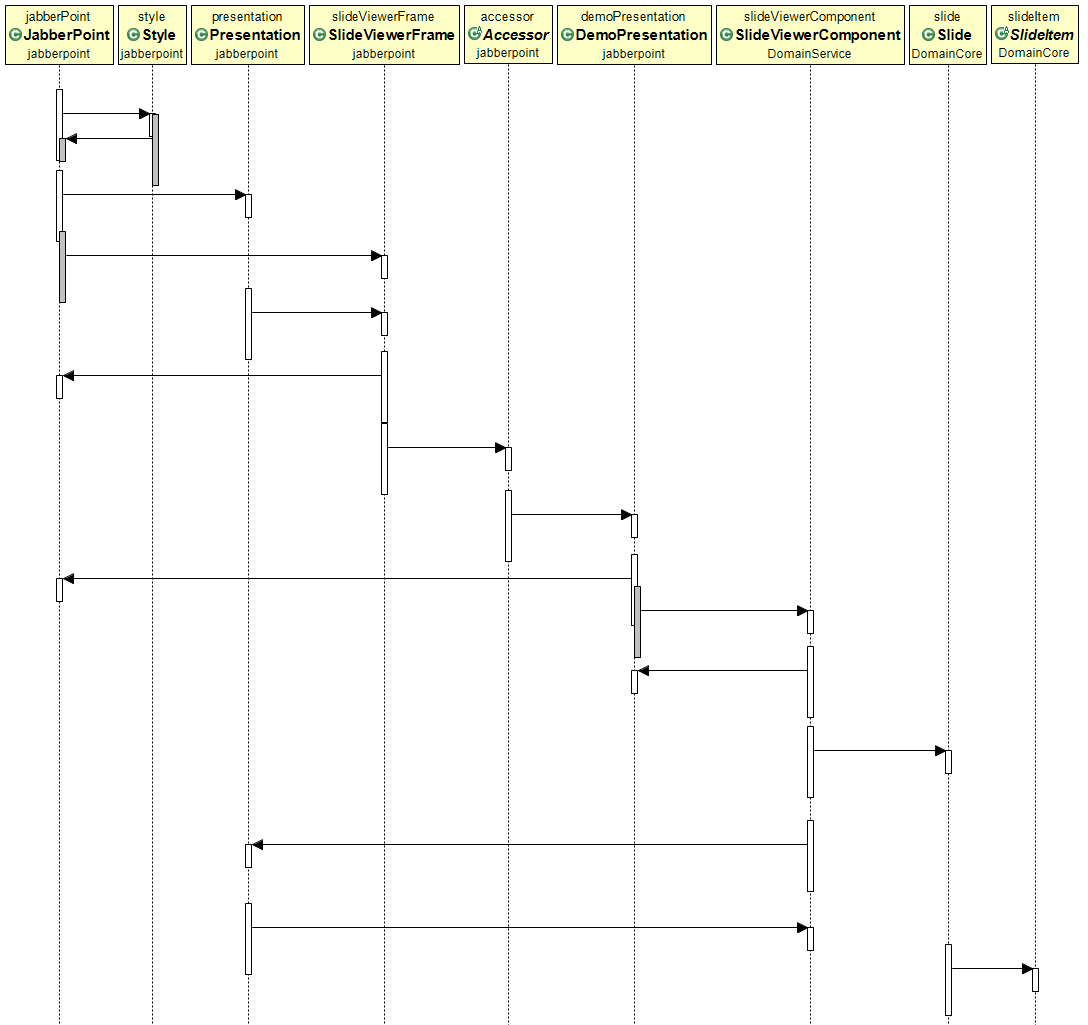 jabberPoint
JabberPoint
jabberpoint
style
Style
jabberpoint
presentation
Presentation
jabberpoint
slideViewerFrame
SlideViewerFrame
jabberpoint
accessor
Accessor
jabberpoint
demoPresentation
DemoPresentation
jabberpoint
slideViewerComponent
SlideViewerComponent
DomainService
slide
Slide
DomainCore
slideItem
SlideItem
DomainCore